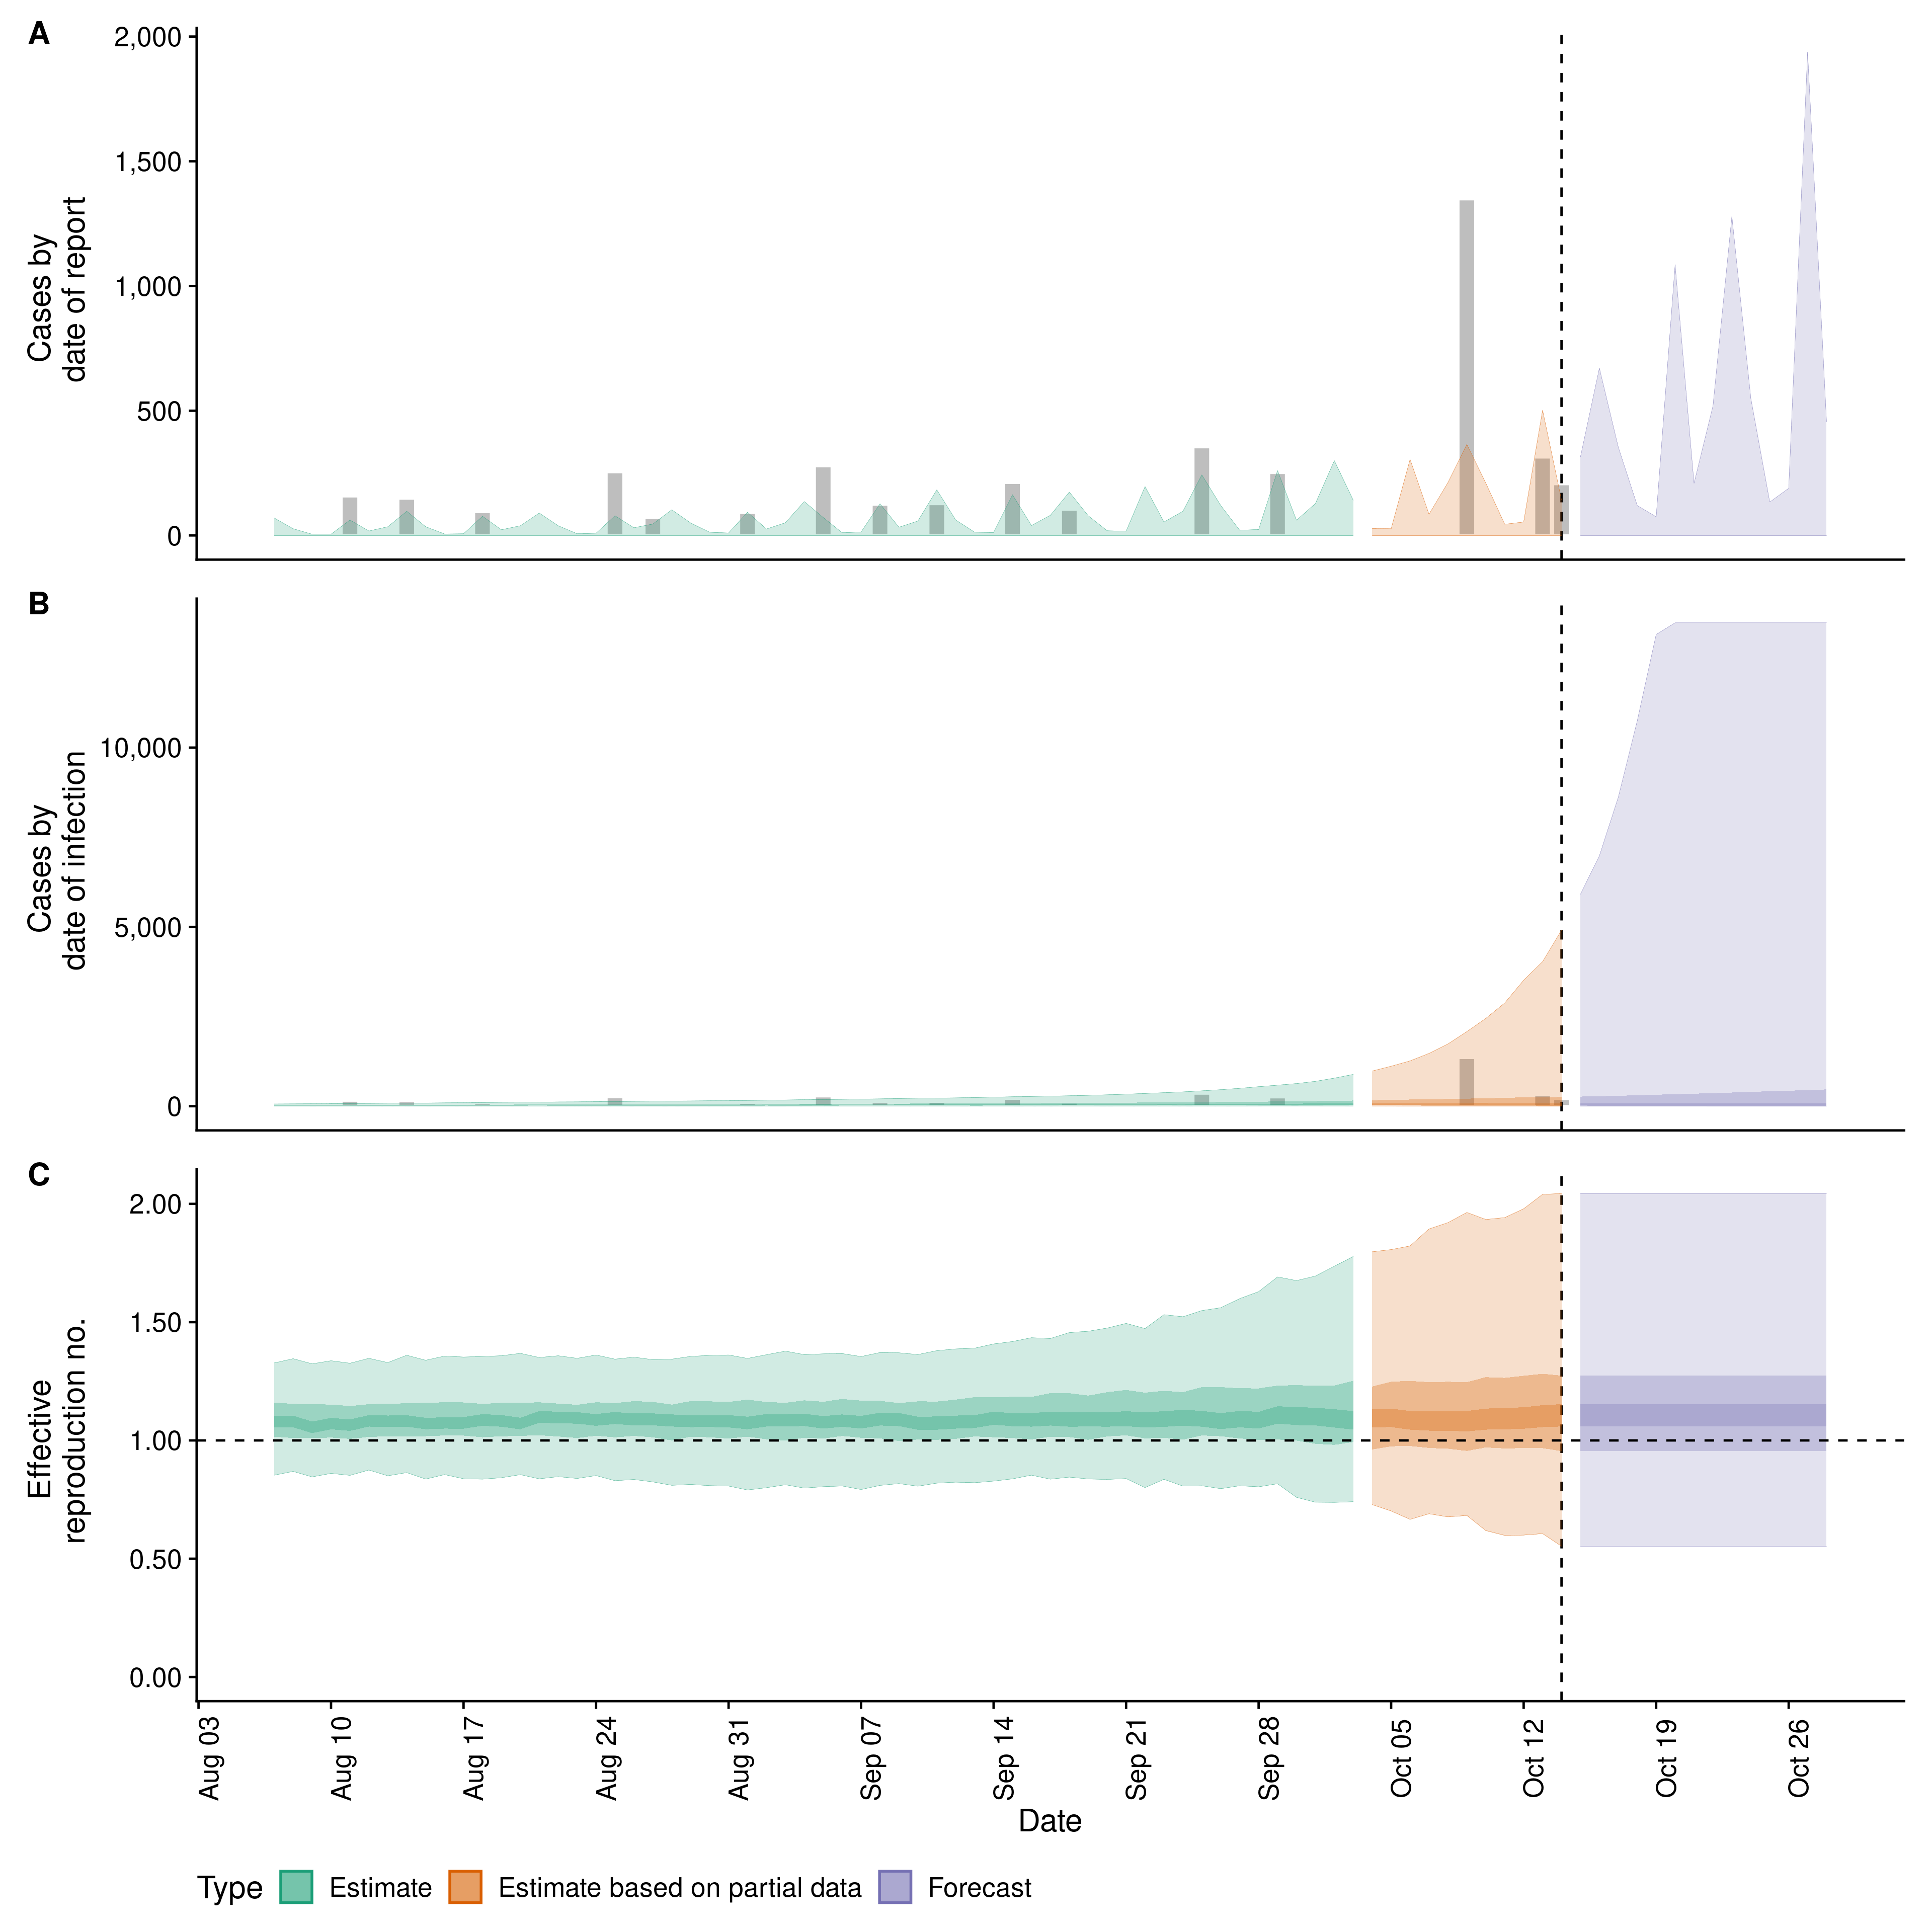 A
2,000
1,500
1,000
500
0
Cases by
date of report
B
10,000
5,000
0
Cases by
date of infection
C
2.00
1.50
1.00
0.50
0.00
Effective
reproduction no.
Aug 03
Aug 10
Aug 17
Aug 24
Aug 31
Sep 07
Sep 14
Sep 21
Sep 28
Oct 05
Oct 12
Oct 19
Oct 26
Date
Type Estimate Estimate based on partial data Forecast